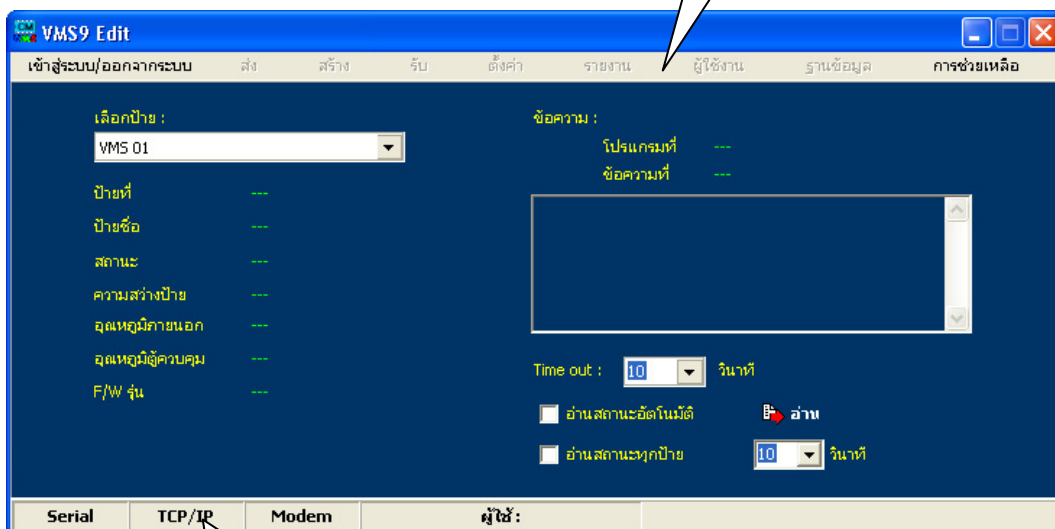 VMS9 Edit
เข้าสู่ระบบ/ออกจากระบบ ส่ง สร้าง รับ ตั้งค่า รายงาน ผู้ใช้งาน ฐานข้อมูล การช่วยเหลือ
เลือกป้าย :
VMS 01
ป้ายที่ ---
ป้ายชื่อ ---
สถานะ ---
ความสว่างป้าย ---
อุณหภูมิภายนอก ---
อุณหภูมิตู้ควบคุม ---
F/W รุ่น ---
ข้อความ :
โปรแกรมที่ ---
ข้อความที่ ---
Time out : 10 วินาที
อ่านสถานะอัตโนมัติ อ่าน
อ่านสถานะทุกป้าย 10 วินาที
Serial TCP/IP Modem ผู้ใช้ :